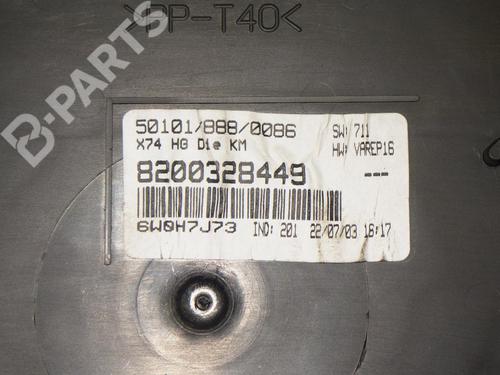 >PP-T40<
B-PARTS
50101/888/0086 SW: 711
X74 HG Die KM HW: VAREP16
8200328449 ---
6W0H7J73 IND: 201 22/07/03 16:17